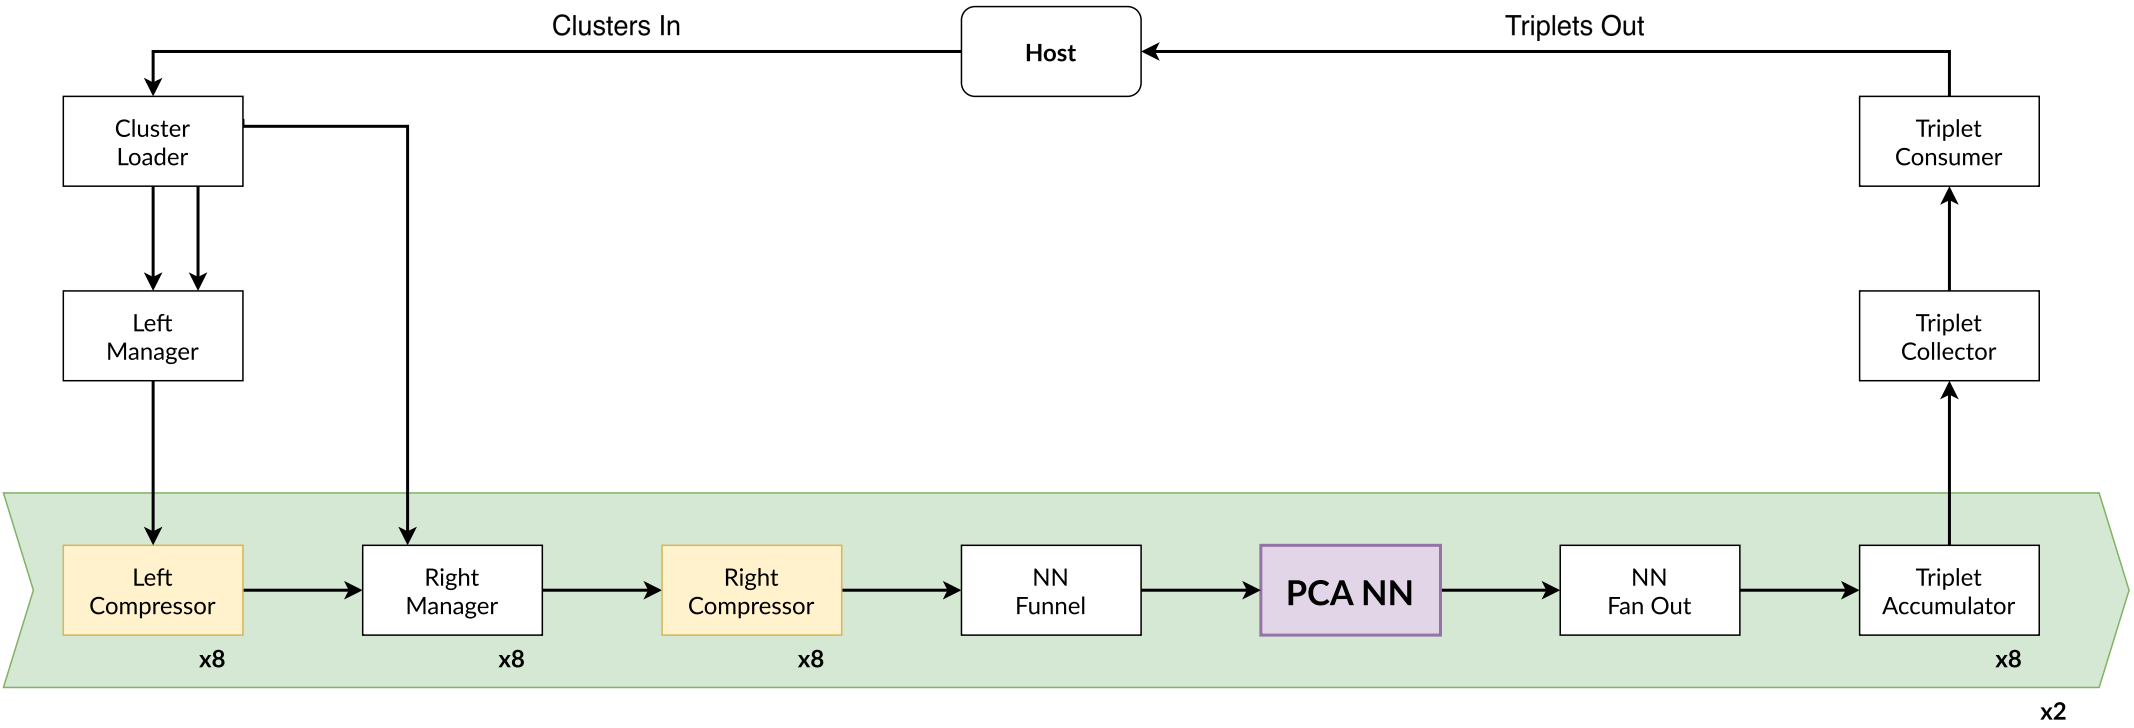 Clusters In
Host
Triplets Out
Cluster
Loader
Triplet
Consumer
Left
Manager
Triplet
Collector
Left
Compressor
Right
Manager
Right
Compressor
NN
Funnel
PCA NN
NN
Fan Out
Triplet
Accumulator
x8
x8
x8
x8
x2